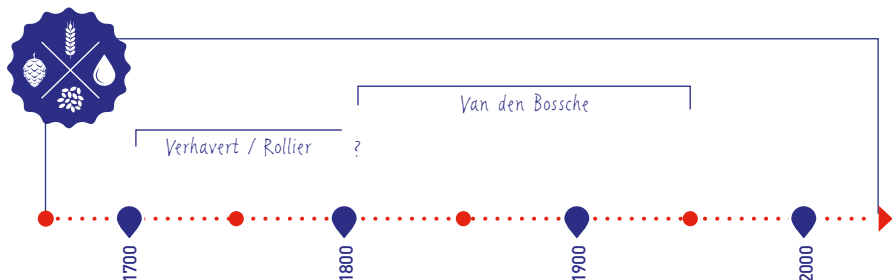 Van den Bossche
Verhavert / Rollier ?
1700
1800
1900
2000